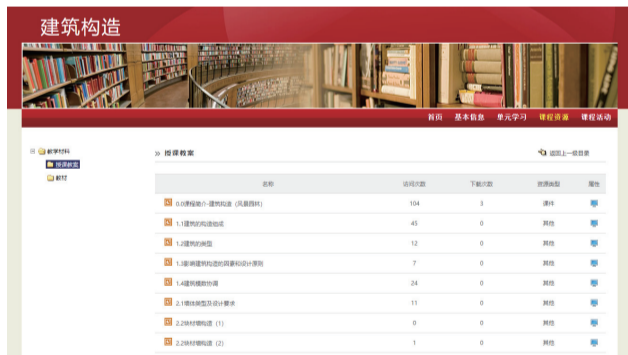 建筑构造
首页 基本信息 单元学习 课程资源 课程活动
教学材料
授课教案
教材
» 授课教案 返回上一级目录
名称 访问次数 下载次数 资源类型 属性
0.0课程简介-建筑构造（风景园林） 104 3 课件
1.1建筑的构造组成 45 0 其他
1.2建筑的类型 12 0 其他
1.3影响建筑构造的因素和设计原则 7 0 其他
1.4建筑模数协调 24 0 其他
2.1墙体类型及设计要求 11 0 其他
2.2块材墙构造（1） 0 0 其他
2.2块材墙构造（2） 1 0 其他